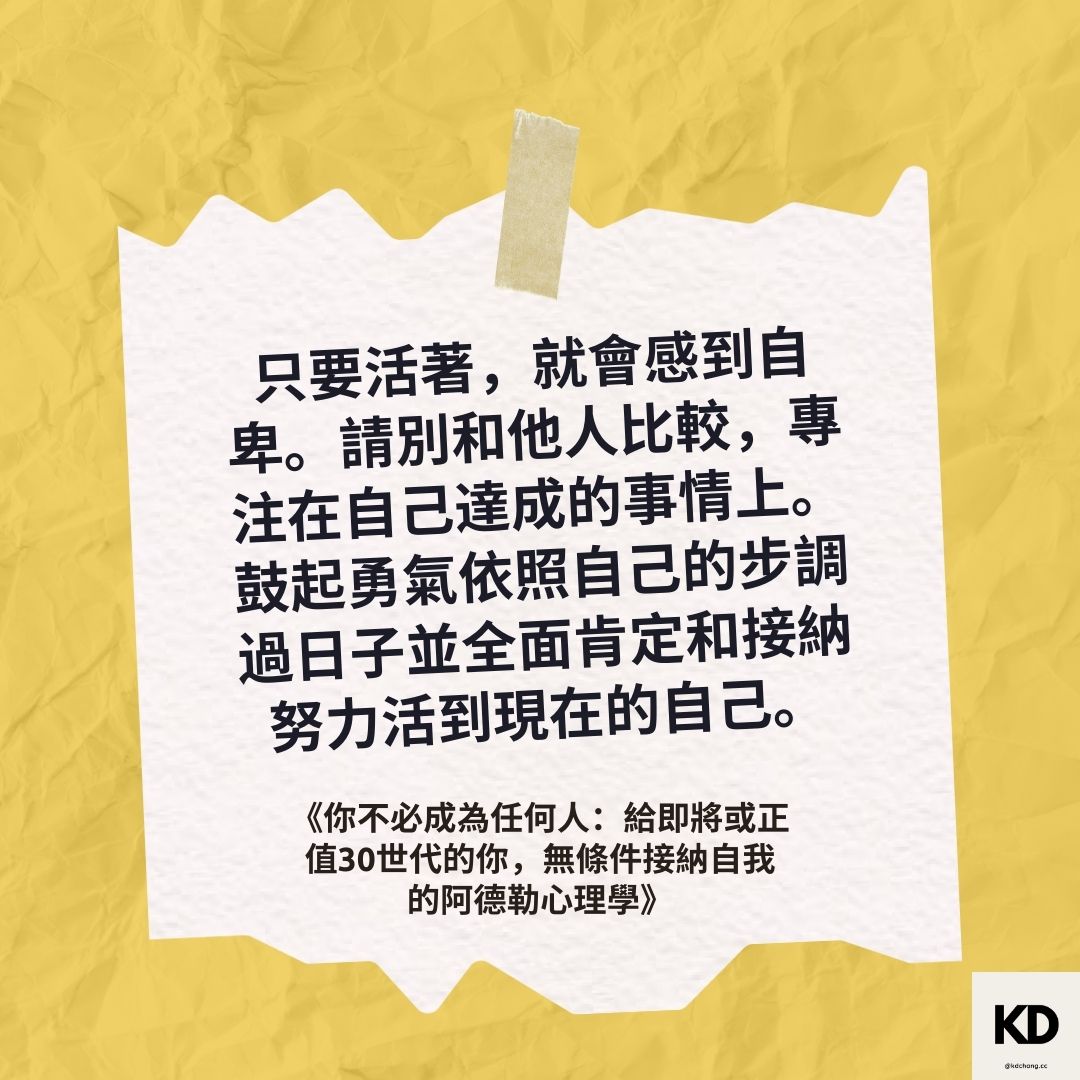 只要活著，就會感到自
卑。請別和他人比較，專
注在自己達成的事情上。
鼓起勇氣依照自己的步調
過日子並全面肯定和接納
努力活到現在的自己。
《你不必成為任何人：給即將或正
值30世代的你，無條件接納自我
的阿德勒心理學》
KD
@kdchang.cc